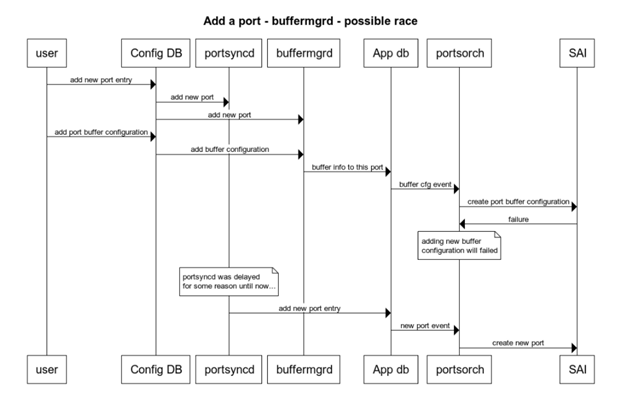 Add a port - buffermgrd - possible race
user
Config DB
portsyncd
buffermgrd
App db
portsorch
SAI
add new port entry
add new port
add new port
add port buffer configuration
add buffer configuration
buffer info to this port
buffer cfg event
create port buffer configuration
failure
adding new buffer
configuration will failed
portsyncd was delayed
for some reason until now...
add new port entry
new port event
create new port
user
Config DB
portsyncd
buffermgrd
App db
portsorch
SAI